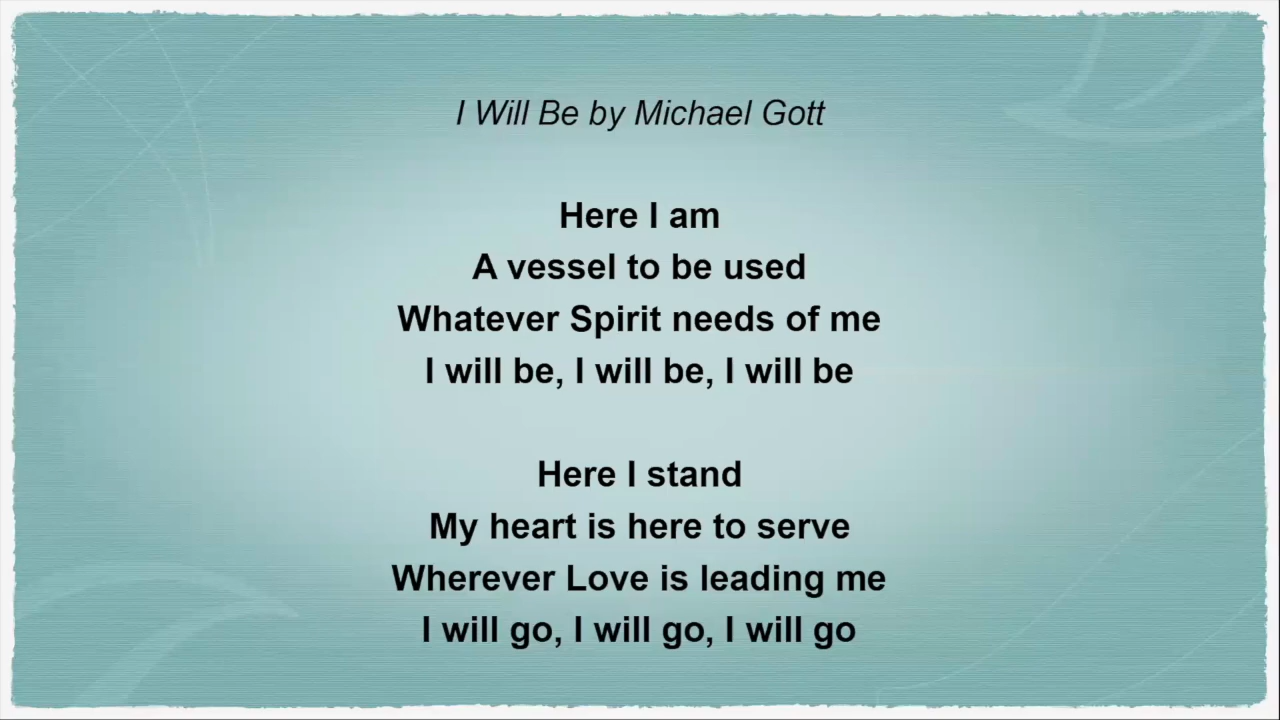 I Will Be by Michael Gott
Here I am
A vessel to be used
Whatever Spirit needs of me
I will be, I will be, I will be
Here I stand
My heart is here to serve
Wherever Love is leading me
I will go, I will go, I will go